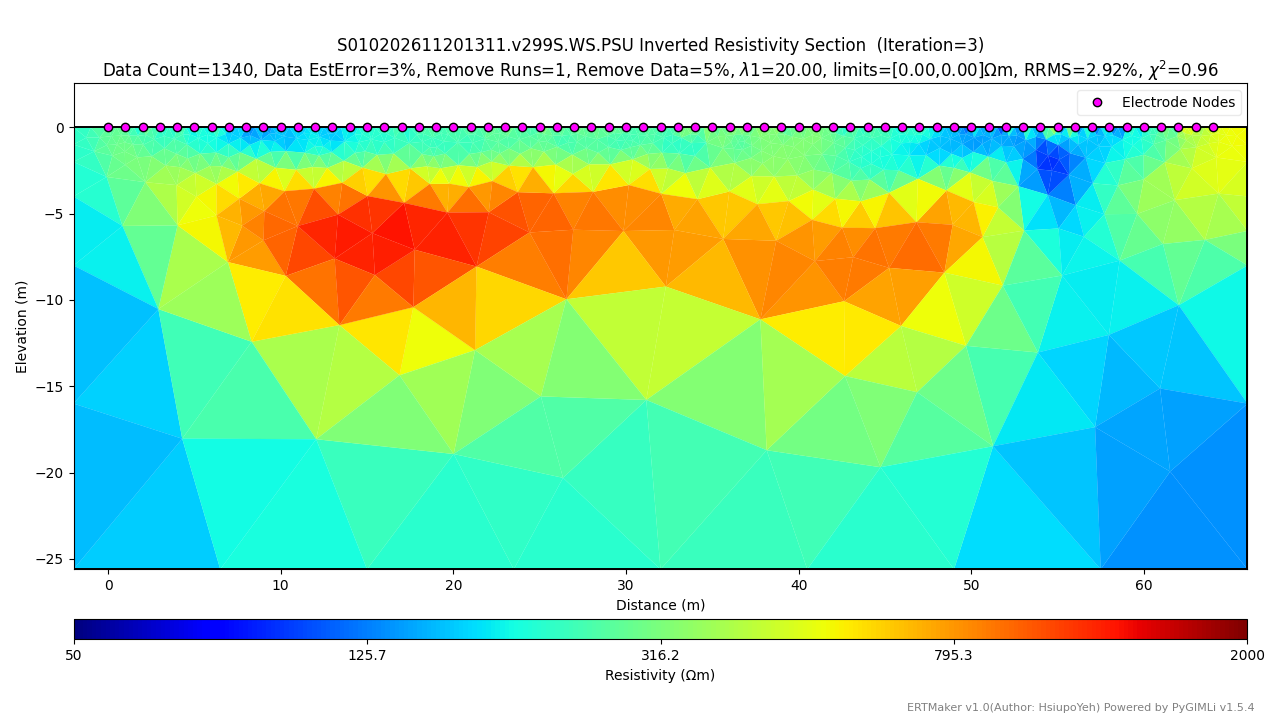 S010202611201311.v299S.WS.PSU Inverted Resistivity Section (Iteration=3)
Data Count=1340, Data EstError=3%, Remove Runs=1, Remove Data=5%, λ1=20.00, limits=[0.00,0.00]Ωm, RRMS=2.92%, χ²=0.96
Electrode Nodes
0
−5
−10
−15
−20
−25
Elevation (m)
0 10 20 30 40 50 60
Distance (m)
50 125.7 316.2 795.3 2000
Resistivity (Ωm)
ERTMaker v1.0(Author: HsiupoYeh) Powered by PyGIMLi v1.5.4